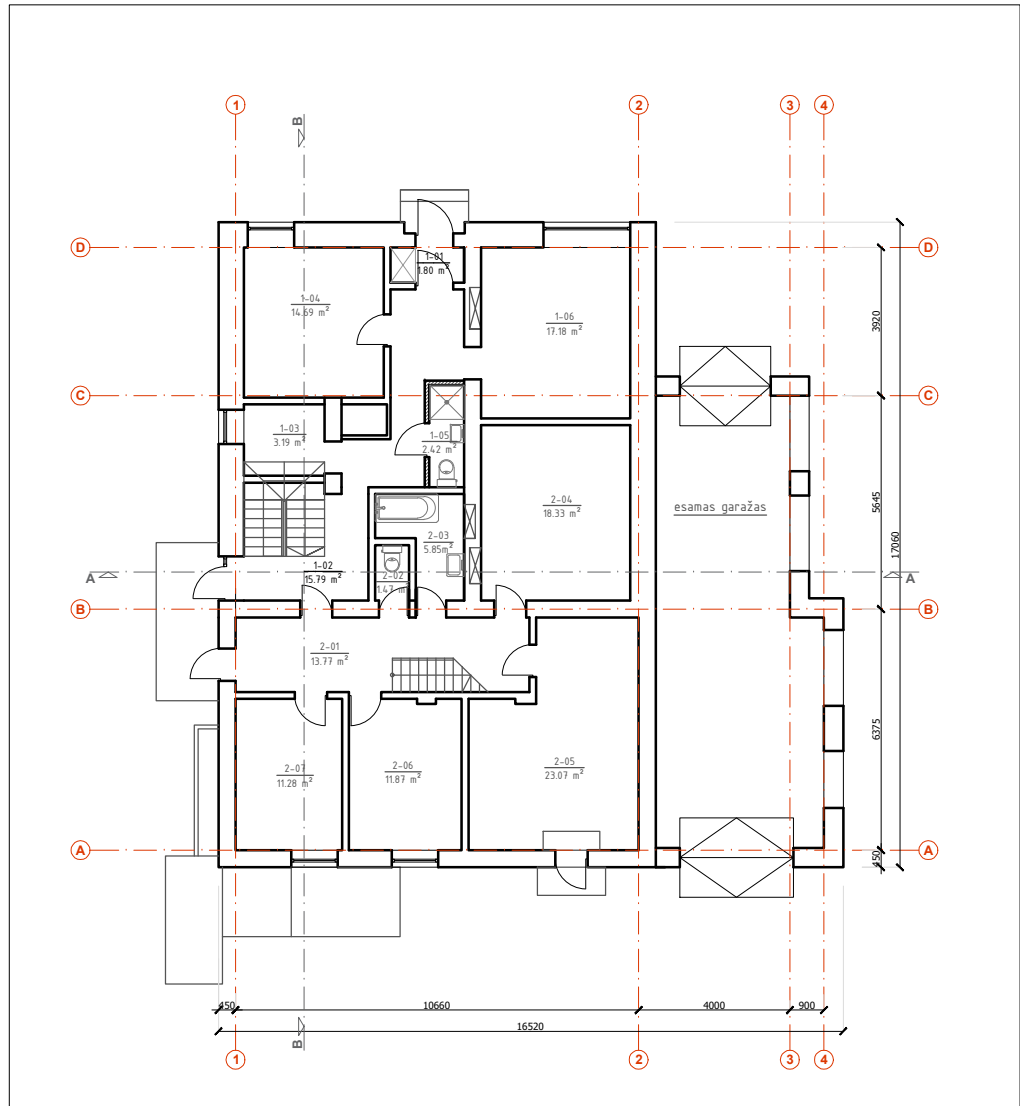 1
2
3
4
B
D
D
1-01
1.80 m²
1-04
14.69 m²
1-06
17.18 m²
3920
C
C
1-03
3.19 m²
1-05
2.42 m²
2-04
18.33 m²
esamas garažas
5645
17060
2-03
5.85m²
1-02
15.79 m²
2-02
1.47 m²
A
A
B
B
2-01
13.77 m²
2-07
11.28 m²
2-06
11.87 m²
2-05
23.07 m²
6375
A
A
450
450
10660
4000
900
16520
B
1
2
3
4